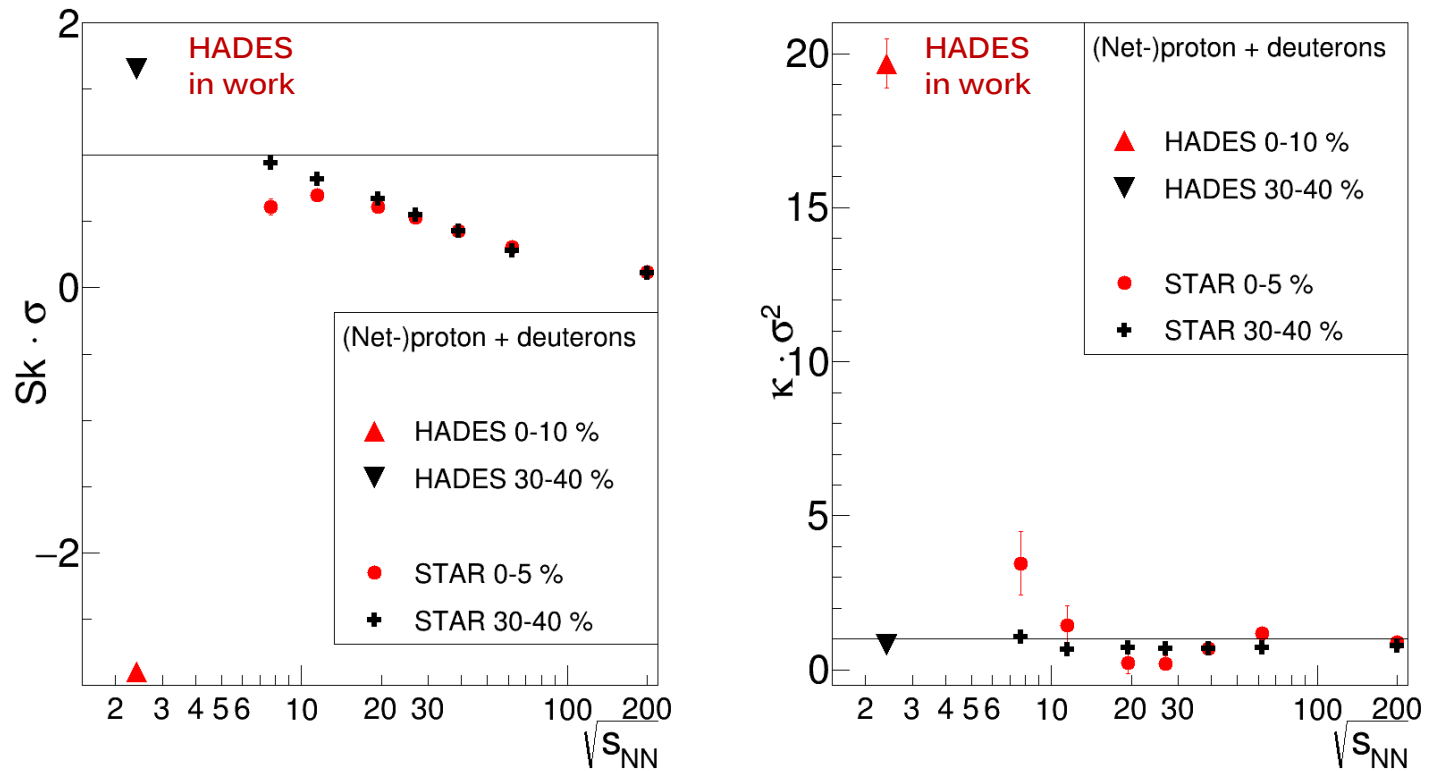 2
HADES
in work
0
Sk · σ
(Net-)proton + deuterons
HADES 0-10 %
HADES 30-40 %
−2
STAR 0-5 %
STAR 30-40 %
2 3 4 5 6 10 20 30 100 200
√sNN
20
HADES
in work
(Net-)proton + deuterons
HADES 0-10 %
15
HADES 30-40 %
STAR 0-5 %
STAR 30-40 %
κ · σ²
10
5
0
2 3 4 5 6 10 20 30 100 200
√sNN